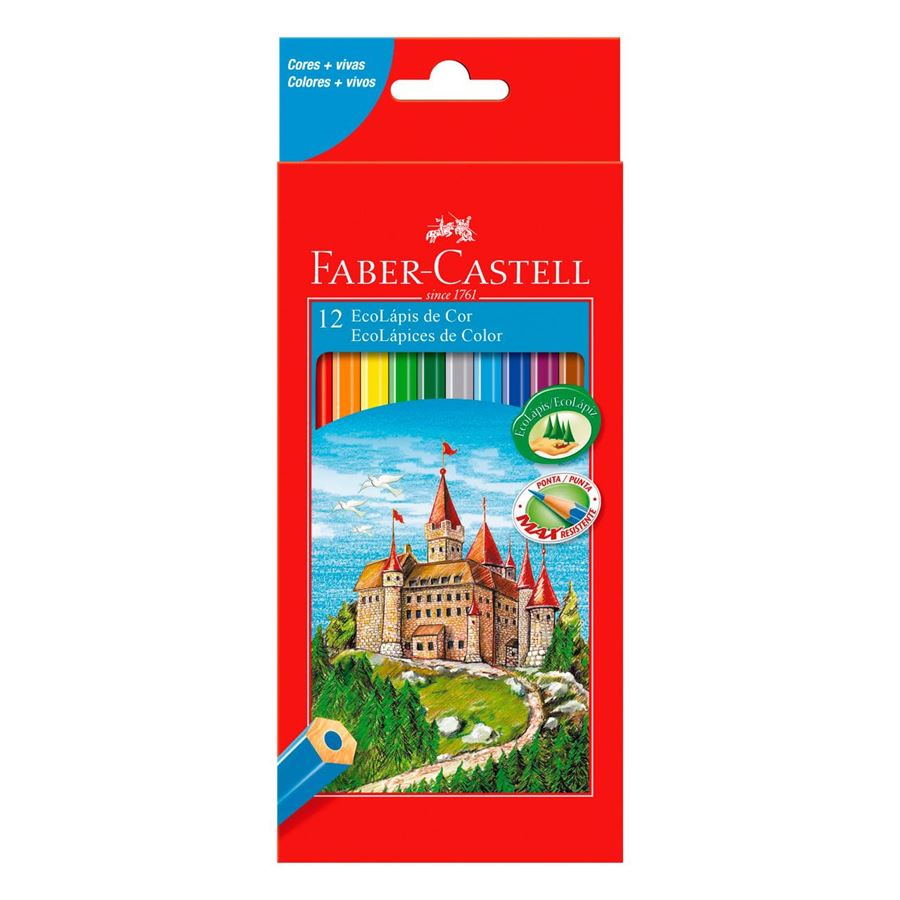 Cores + vivas
Colores + vivos
FABER-CASTELL
since 1761
12 EcoLápis de Cor
EcoLápices de Color
EcoLápis/EcoLápiz
PONTA / PUNTA
MAX
RESISTENTE